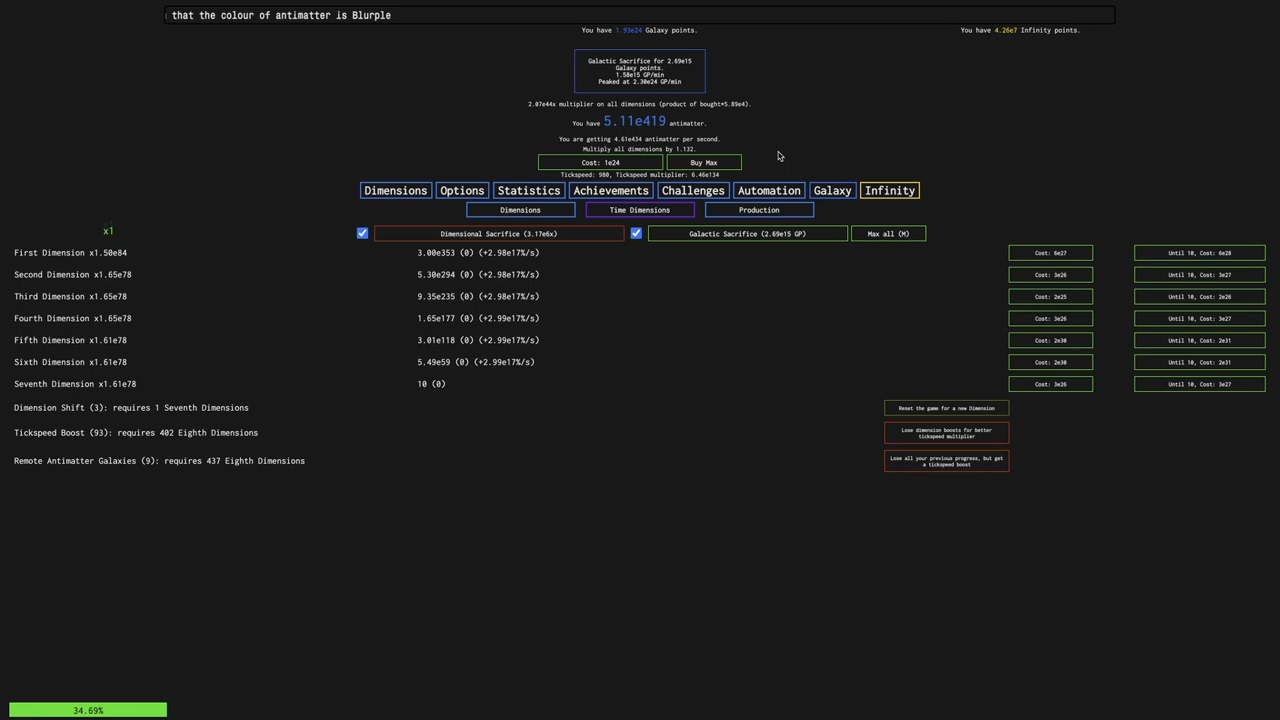 that the colour of antimatter is Blurple
You have 1.93e24 Galaxy points.
You have 4.26e7 Infinity points.
Galactic Sacrifice for 2.69e15
Galaxy points.
1.58e15 GP/min
Peaked at 2.30e24 GP/min
2.07e44x multiplier on all dimensions (product of bought*5.89e4).
You have 5.11e419 antimatter.
You are getting 4.61e434 antimatter per second.
Multiply all dimensions by 1.132.
Cost: 1e24 Buy Max
Tickspeed: 980, Tickspeed multiplier: 6.46e134
Dimensions Options Statistics Achievements Challenges Automation Galaxy Infinity
Dimensions Time Dimensions Production
x1 Dimensional Sacrifice (3.17e6x) Galactic Sacrifice (2.69e15 GP) Max all (M)
First Dimension x1.50e84 3.00e353 (0) (+2.98e17%/s) Cost: 6e27 Until 10, Cost: 6e28
Second Dimension x1.65e78 5.30e294 (0) (+2.98e17%/s) Cost: 3e26 Until 10, Cost: 3e27
Third Dimension x1.65e78 9.35e235 (0) (+2.98e17%/s) Cost: 2e25 Until 10, Cost: 2e26
Fourth Dimension x1.65e78 1.65e177 (0) (+2.99e17%/s) Cost: 3e26 Until 10, Cost: 3e27
Fifth Dimension x1.61e78 3.01e118 (0) (+2.99e17%/s) Cost: 2e30 Until 10, Cost: 2e31
Sixth Dimension x1.61e78 5.49e59 (0) (+2.99e17%/s) Cost: 2e30 Until 10, Cost: 2e31
Seventh Dimension x1.61e78 10 (0) Cost: 3e26 Until 10, Cost: 3e27
Dimension Shift (3): requires 1 Seventh Dimensions Reset the game for a new Dimension
Tickspeed Boost (93): requires 402 Eighth Dimensions Lose dimension boosts for better
tickspeed multiplier
Remote Antimatter Galaxies (9): requires 437 Eighth Dimensions Lose all your previous progress, but get
a tickspeed boost
34.69%